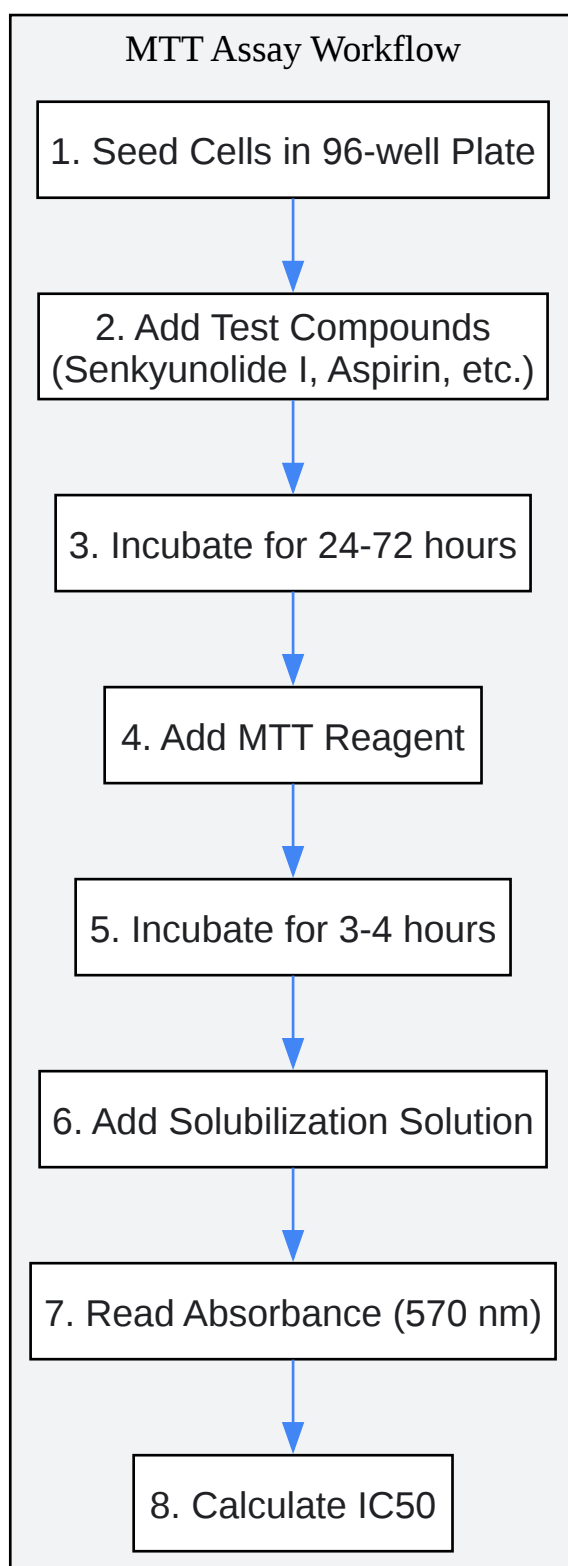 MTT Assay Workflow
1. Seed Cells in 96-well Plate
2. Add Test Compounds
(Senkyunolide I, Aspirin, etc.)
3. Incubate for 24-72 hours
4. Add MTT Reagent
5. Incubate for 3-4 hours
6. Add Solubilization Solution
7. Read Absorbance (570 nm)
8. Calculate IC50